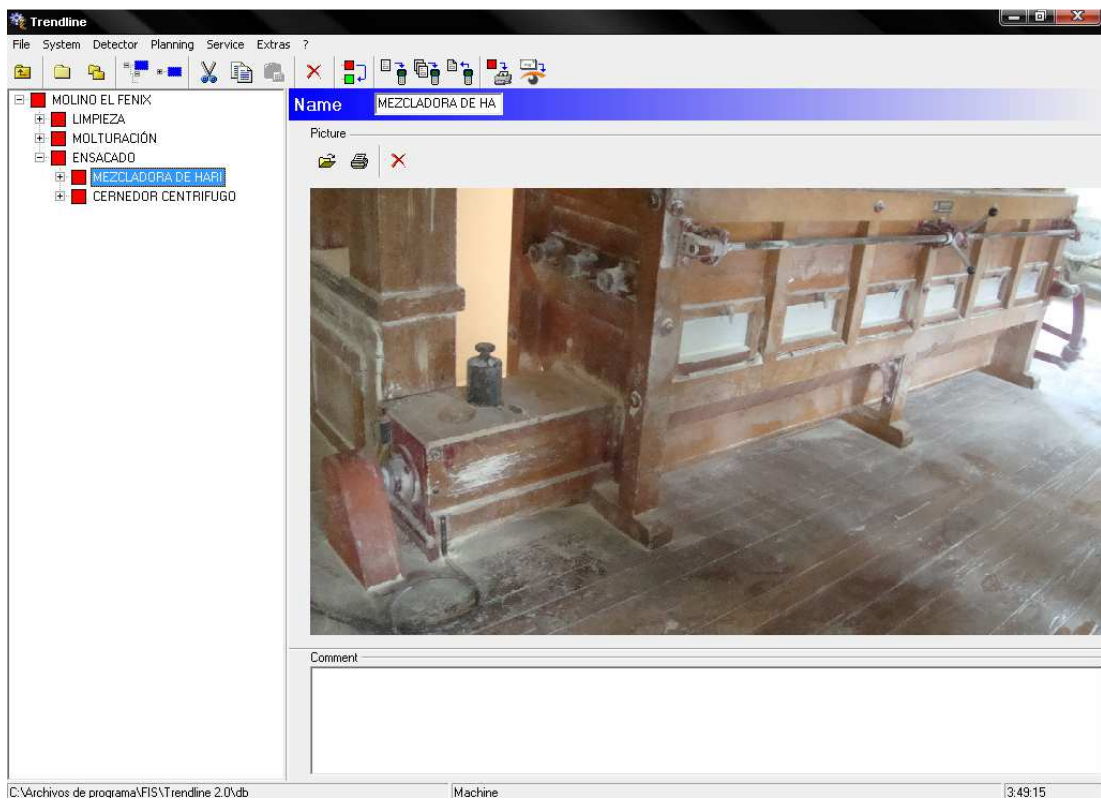 Trendline
File System Detector Planning Service Extras ?
MOLINO EL FENIX
LIMPIEZA
MOLTURACIÓN
ENSACADO
MEZCLADORA DE HARI
CERNEDOR CENTRIFUGO
Name MEZCLADORA DE HA
Picture
Comment
C:\Archivos de programa\FIS\Trendline 2.0\db Machine 3:49:15